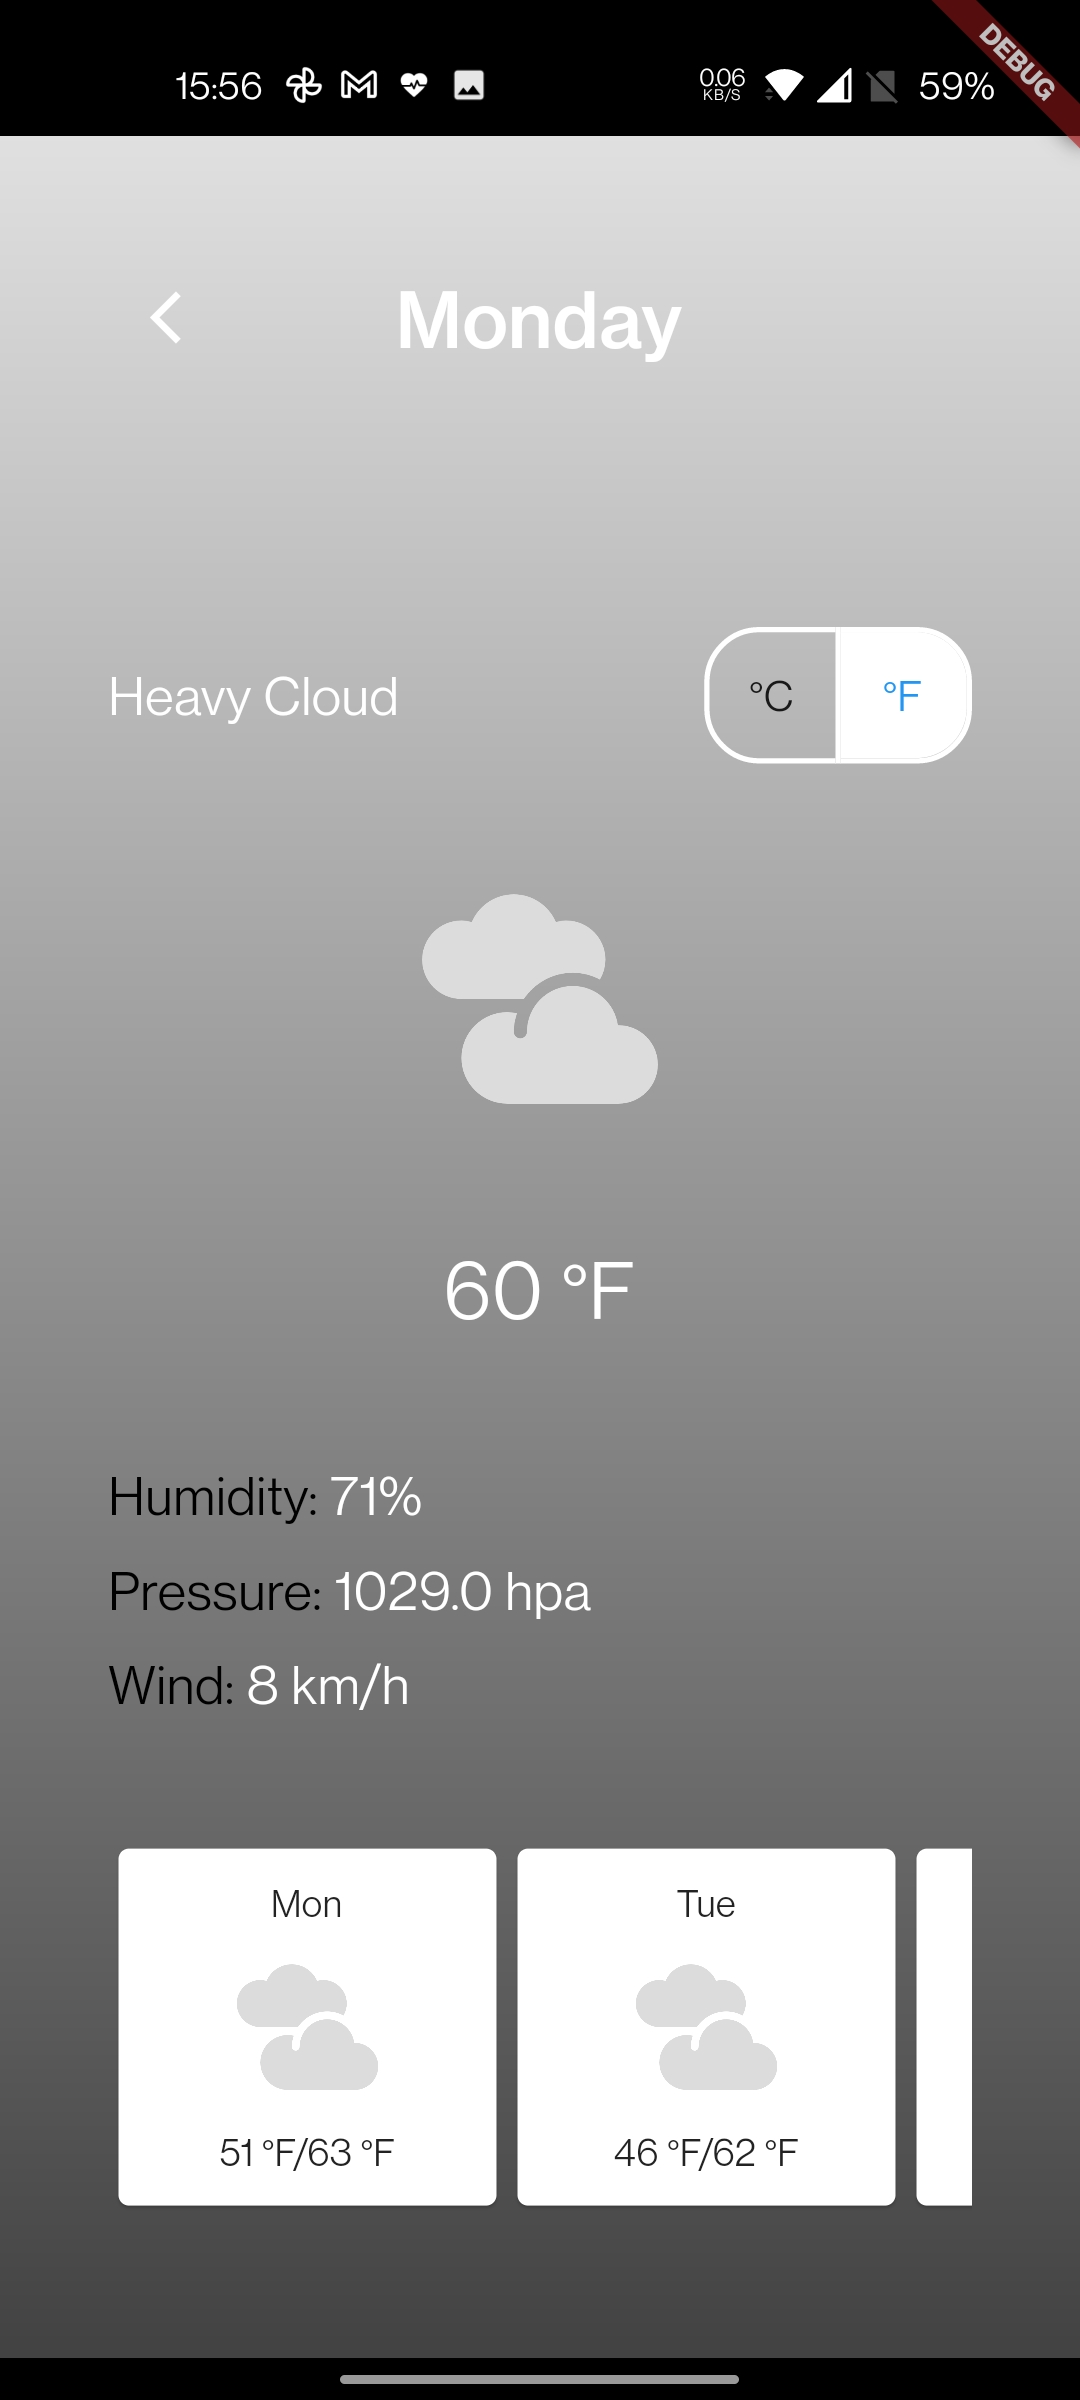 15:56 0.06 KB/S 59% DEBUG
Monday
Heavy Cloud °C °F
60 °F
Humidity: 71%
Pressure: 1029.0 hpa
Wind: 8 km/h
Mon Tue
51 °F/63 °F 46 °F/62 °F